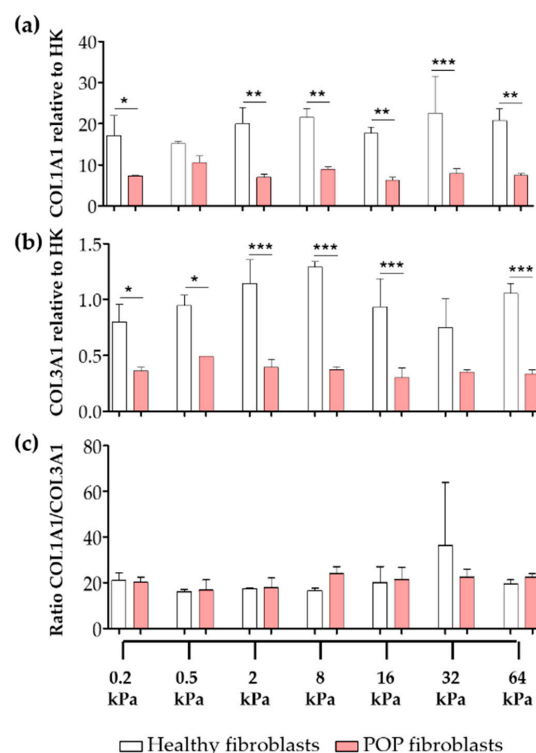 (a)
COL1A1 relative to HK
40
30
20
10
0
*
**
**
**
***
**
(b)
COL3A1 relative to HK
1.5
1.0
0.5
0.0
*
*
***
***
***
***
(c)
Ratio COL1A1/COL3A1
80
60
40
20
0
0.2 0.5 2 8 16 32 64
kPa kPa kPa kPa kPa kPa kPa
Healthy fibroblasts POP fibroblasts